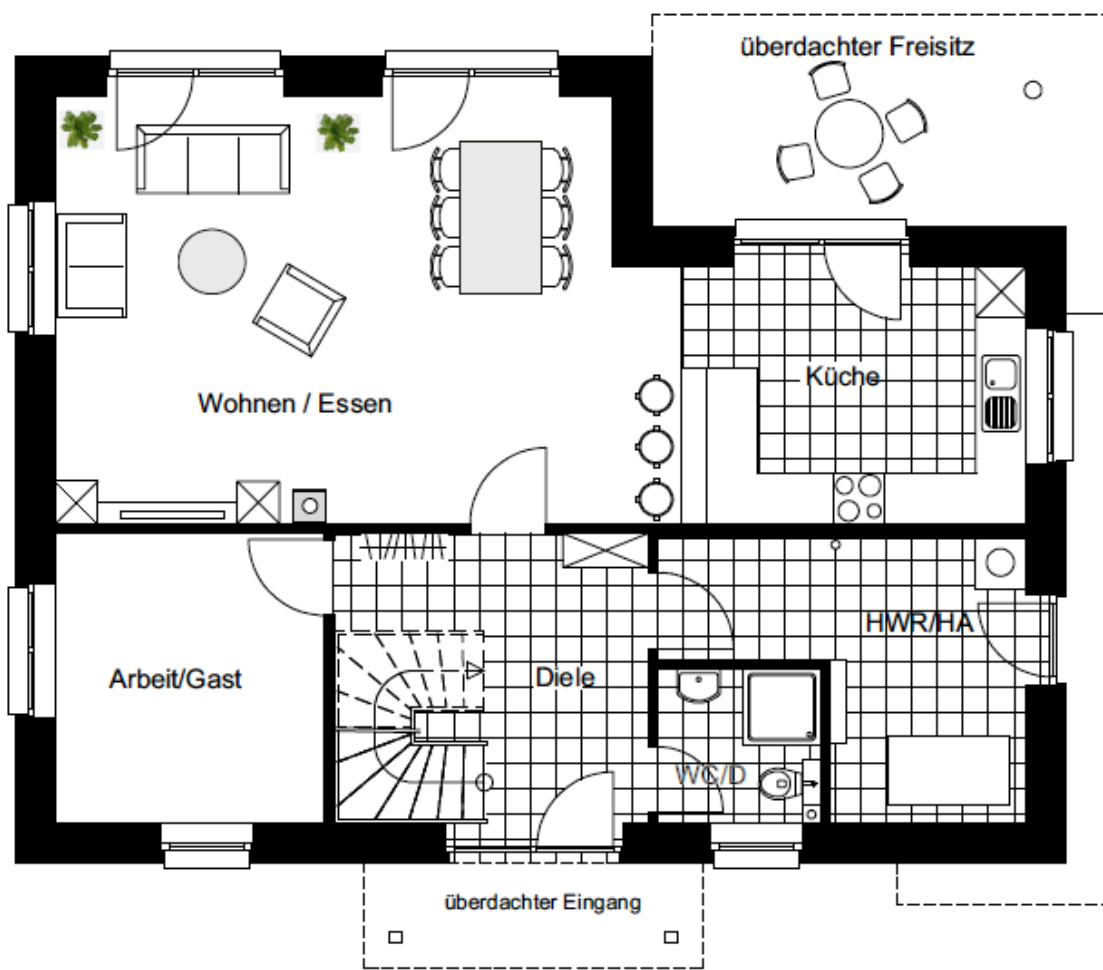 überdachter Freisitz
Küche
Wohnen / Essen
HWR/HA
Arbeit/Gast
Diele
WC/D
überdachter Eingang